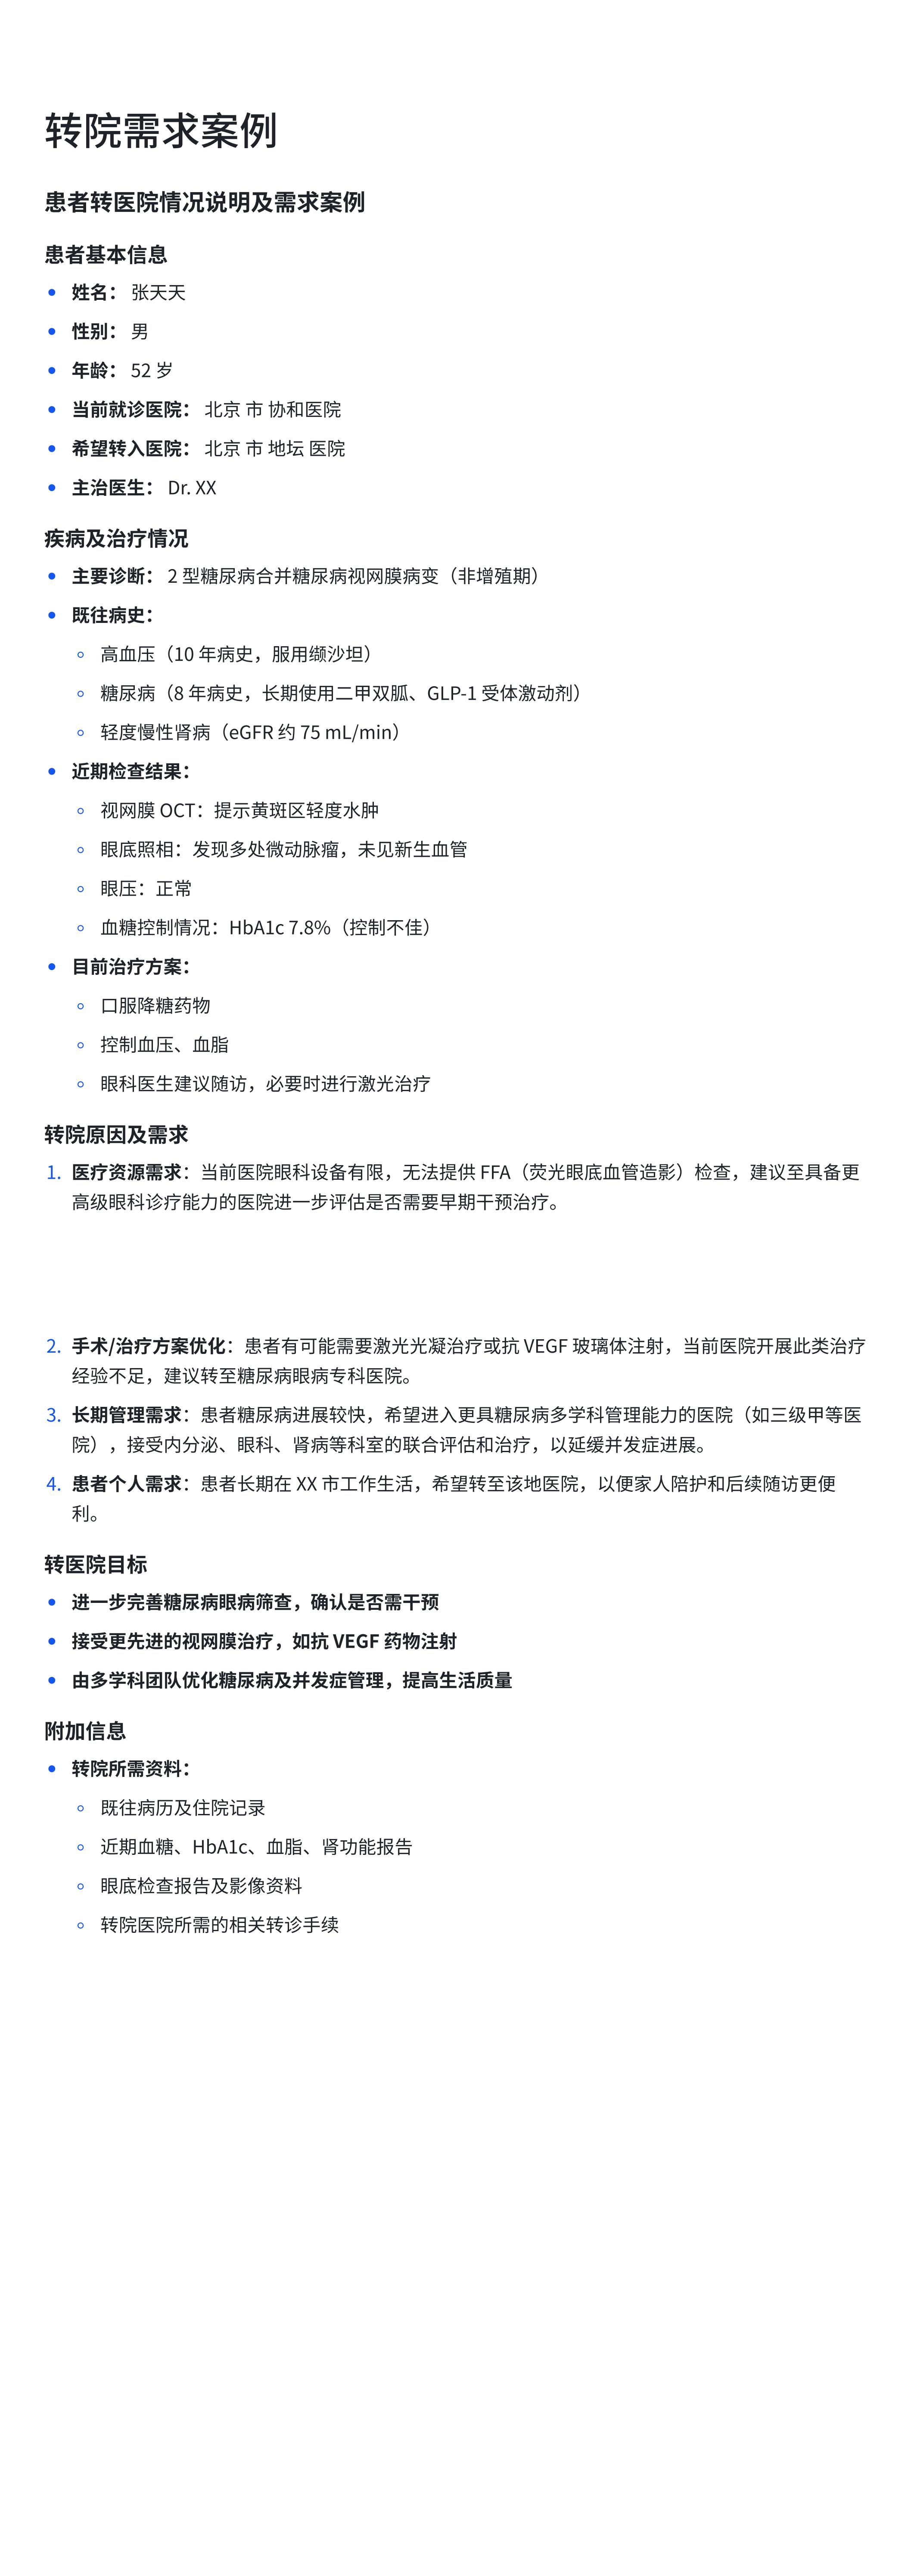 转院需求案例
患者转医院情况说明及需求案例
患者基本信息
• 姓名： 张天天
• 性别： 男
• 年龄： 52 岁
• 当前就诊医院： 北京 市 协和医院
• 希望转入医院： 北京 市 地坛 医院
• 主治医生： Dr. XX
疾病及治疗情况
• 主要诊断： 2 型糖尿病合并糖尿病视网膜病变（非增殖期）
• 既往病史：
◦ 高血压（10 年病史，服用缬沙坦）
◦ 糖尿病（8 年病史，长期使用二甲双胍、GLP-1 受体激动剂）
◦ 轻度慢性肾病（eGFR 约 75 mL/min）
• 近期检查结果：
◦ 视网膜 OCT：提示黄斑区轻度水肿
◦ 眼底照相：发现多处微动脉瘤，未见新生血管
◦ 眼压：正常
◦ 血糖控制情况：HbA1c 7.8%（控制不佳）
• 目前治疗方案：
◦ 口服降糖药物
◦ 控制血压、血脂
◦ 眼科医生建议随访，必要时进行激光治疗
转院原因及需求
1. 医疗资源需求：当前医院眼科设备有限，无法提供 FFA（荧光眼底血管造影）检查，建议至具备更
高级眼科诊疗能力的医院进一步评估是否需要早期干预治疗。
2. 手术/治疗方案优化：患者有可能需要激光光凝治疗或抗 VEGF 玻璃体注射，当前医院开展此类治疗
经验不足，建议转至糖尿病眼病专科医院。
3. 长期管理需求：患者糖尿病进展较快，希望进入更具糖尿病多学科管理能力的医院（如三级甲等医
院），接受内分泌、眼科、肾病等科室的联合评估和治疗，以延缓并发症进展。
4. 患者个人需求：患者长期在 XX 市工作生活，希望转至该地医院，以便家人陪护和后续随访更便
利。
转医院目标
• 进一步完善糖尿病眼病筛查，确认是否需干预
• 接受更先进的视网膜治疗，如抗 VEGF 药物注射
• 由多学科团队优化糖尿病及并发症管理，提高生活质量
附加信息
• 转院所需资料：
◦ 既往病历及住院记录
◦ 近期血糖、HbA1c、血脂、肾功能报告
◦ 眼底检查报告及影像资料
◦ 转院医院所需的相关转诊手续